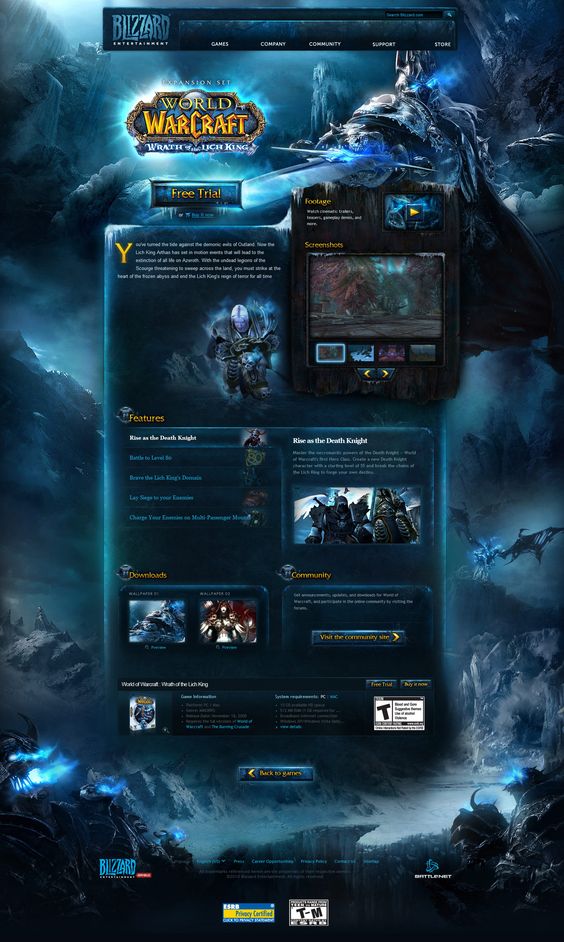 BLIZZARD
ENTERTAINMENT
Search Blizzard.com
GAMES
COMPANY
COMMUNITY
SUPPORT
STORE
EXPANSION SET
WORLD
WARCRAFT
WRATH of the LICH KING
Free Trial
or Buy it now
You've turned the tide against the demonic evils of Outland. Now the
Lich King Arthas has set in motion events that will lead to the
extinction of all life on Azeroth. With the undead legions of the
Scourge threatening to sweep across the land, you must strike at the
heart of the frozen abyss and end the Lich King's reign of terror for all time
Footage
Watch cinematic trailers,
teasers, gameplay demos, and
more.
Screenshots
Features
Rise as the Death Knight
Battle to Level 80
Brave the Lich King's Domain
Lay Siege to your Enemies
Charge Your Enemies on Multi-Passenger Mounts
Rise as the Death Knight
Master the necromantic powers of the Death Knight – World
of Warcraft's first Hero Class. Create a new Death Knight
character with a starting level of 55 and break the chains of
the Lich King to forge your own destiny.
Downloads
WALLPAPER 01
WALLPAPER 02
Preview
Preview
Community
Get announcements, updates, and downloads for World of
Warcraft, and participate in the online community by visiting the
forums.
Visit the community site
World of Warcraft: Wrath of the Lich King
Free Trial
Buy it now
Game Information
Platform: PC / Mac
Genre: MMORPG
Release Date: November 13, 2008
Requires the full versions of World of
Warcraft and The Burning Crusade
System requirements: PC | MAC
Broadband internet connection
view details
T
Blood and Gore
Suggestive Themes
Use of Alcohol
Violence
Back to games
BLIZZARD
ENTERTAINMENT
English (US)
Press
Career Opportunities
Privacy Policy
Contact Us
Sitemap
All trademarks referenced herein are the properties of their respective owners.
©2010 Blizzard Entertainment. All rights reserved
BATTLE.NET
ESRB
Privacy Certified
CLICK TO PRIVACY STATEMENT
PRODUCTS RANGE FROM
TEEN to MATURE
T-M
ESRB